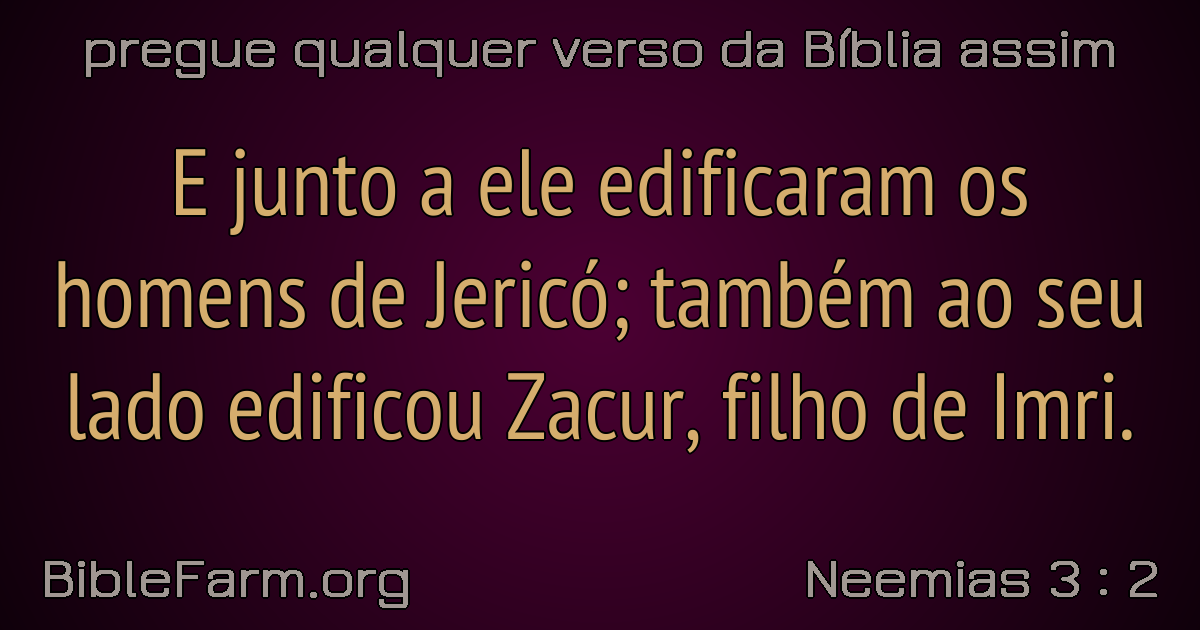 pregue qualquer verso da Bíblia assim
E junto a ele edificaram os
homens de Jericó; também ao seu
lado edificou Zacur, filho de Imri.
BibleFarm.org
Neemias 3 : 2